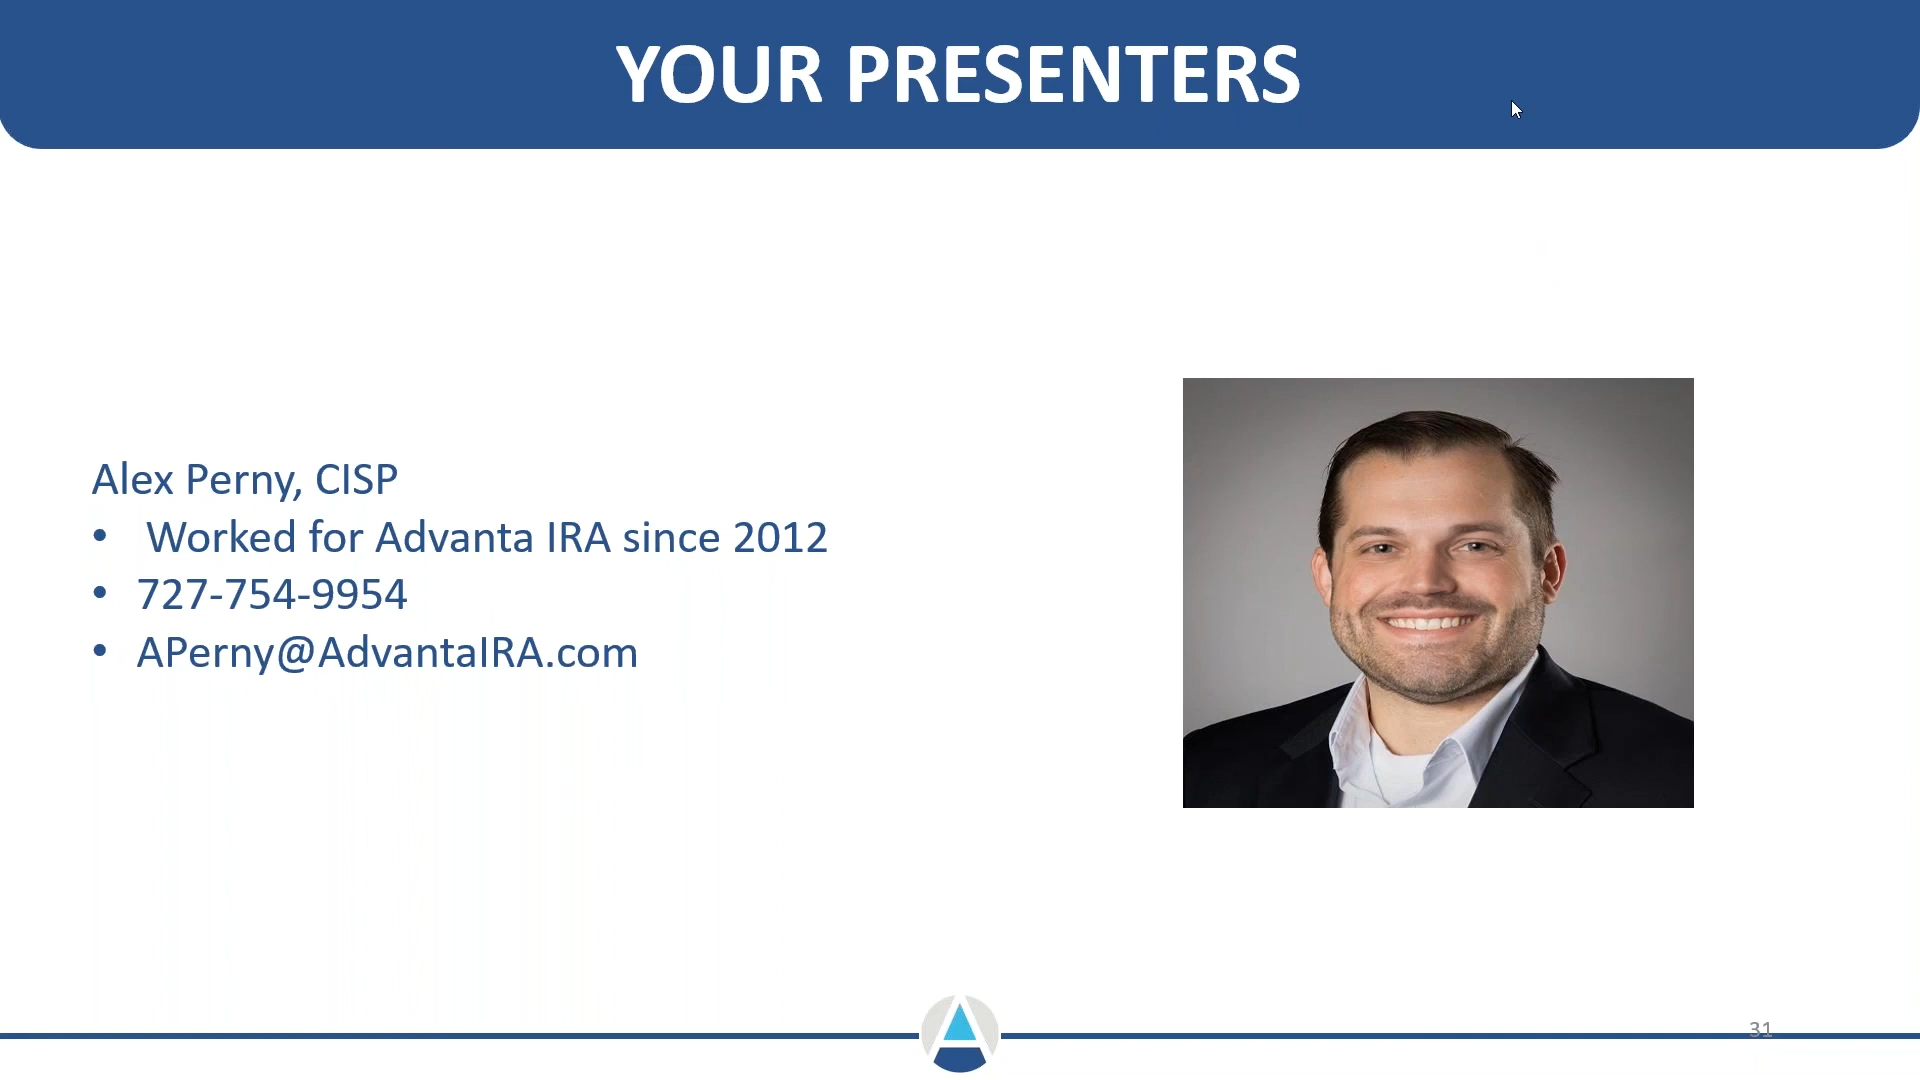 YOUR PRESENTERS
Alex Perny, CISP
• Worked for Advanta IRA since 2012
• 727-754-9954
• APerny@AdvantaIRA.com
31